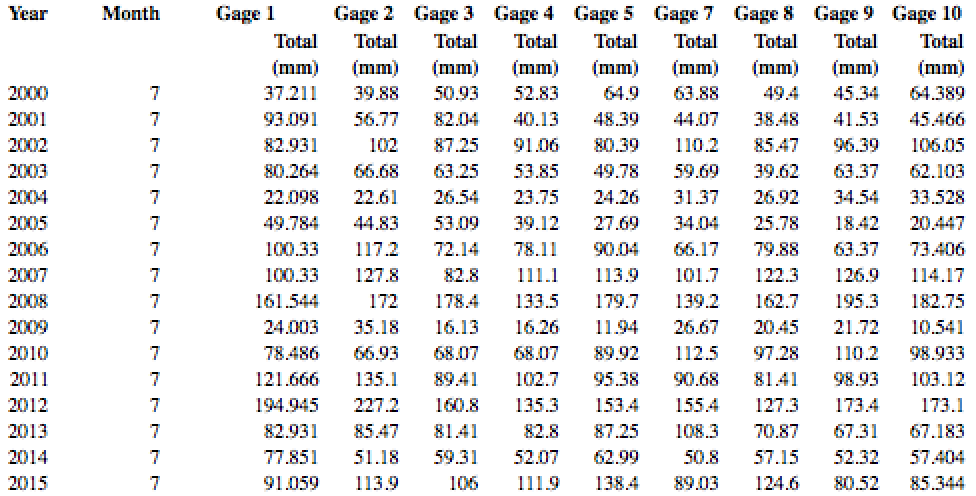 Year Month Gage 1 Gage 2 Gage 3 Gage 4 Gage 5 Gage 7 Gage 8 Gage 9 Gage 10
Total Total Total Total Total Total Total Total Total
(mm) (mm) (mm) (mm) (mm) (mm) (mm) (mm) (mm)
2000 7 37.211 39.88 50.93 52.83 64.9 63.88 49.4 45.34 64.389
2001 7 93.091 56.77 82.04 40.13 48.39 44.07 38.48 41.53 45.466
2002 7 82.931 102 87.25 91.06 80.39 110.2 85.47 96.39 106.05
2003 7 80.264 66.68 63.25 53.85 49.78 59.69 39.62 63.37 62.103
2004 7 22.098 22.61 26.54 23.75 24.26 31.37 26.92 34.54 33.528
2005 7 49.784 44.83 53.09 39.12 27.69 34.04 25.78 18.42 20.447
2006 7 100.33 117.2 72.14 78.11 90.04 66.17 79.88 63.37 73.406
2007 7 100.33 127.8 82.8 111.1 113.9 101.7 122.3 126.9 114.17
2008 7 161.544 172 178.4 133.5 179.7 139.2 162.7 195.3 182.75
2009 7 24.003 35.18 16.13 16.26 11.94 26.67 20.45 21.72 10.541
2010 7 78.486 66.93 68.07 68.07 89.92 112.5 97.28 110.2 98.933
2011 7 121.666 135.1 89.41 102.7 95.38 90.68 81.41 98.93 103.12
2012 7 194.945 227.2 160.8 135.3 153.4 155.4 127.3 173.4 173.1
2013 7 82.931 85.47 81.41 82.8 87.25 108.3 70.87 67.31 67.183
2014 7 77.851 51.18 59.31 52.07 62.99 50.8 57.15 52.32 57.404
2015 7 91.059 113.9 106 111.9 138.4 89.03 124.6 80.52 85.344